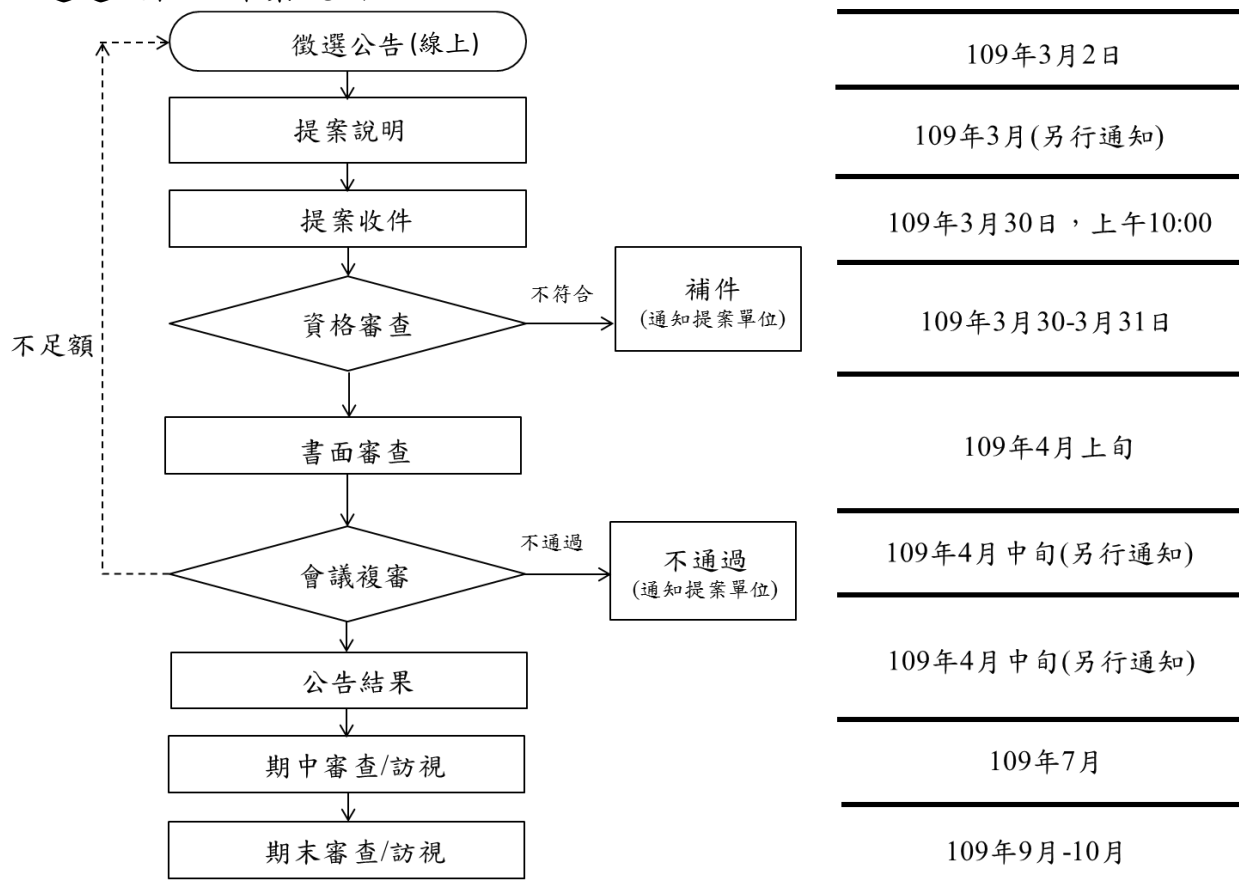 徵選公告(線上)
109年3月2日
提案說明
109年3月(另行通知)
提案收件
109年3月30日，上午10:00
資格審查
不符合
補件
(通知提案單位)
109年3月30-3月31日
不足額
書面審查
109年4月上旬
會議複審
不通過
不通過
(通知提案單位)
109年4月中旬(另行通知)
公告結果
109年4月中旬(另行通知)
期中審查/訪視
109年7月
期末審查/訪視
109年9月-10月